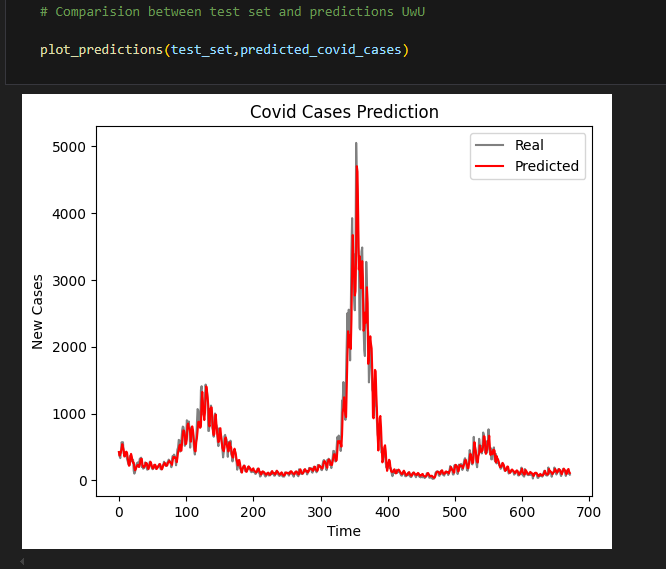 # Comparision between test set and predictions UwU
plot_predictions(test_set,predicted_covid_cases)
Covid Cases Prediction
Real
Predicted
5000
4000
3000
2000
1000
0
New Cases
0 100 200 300 400 500 600 700
Time